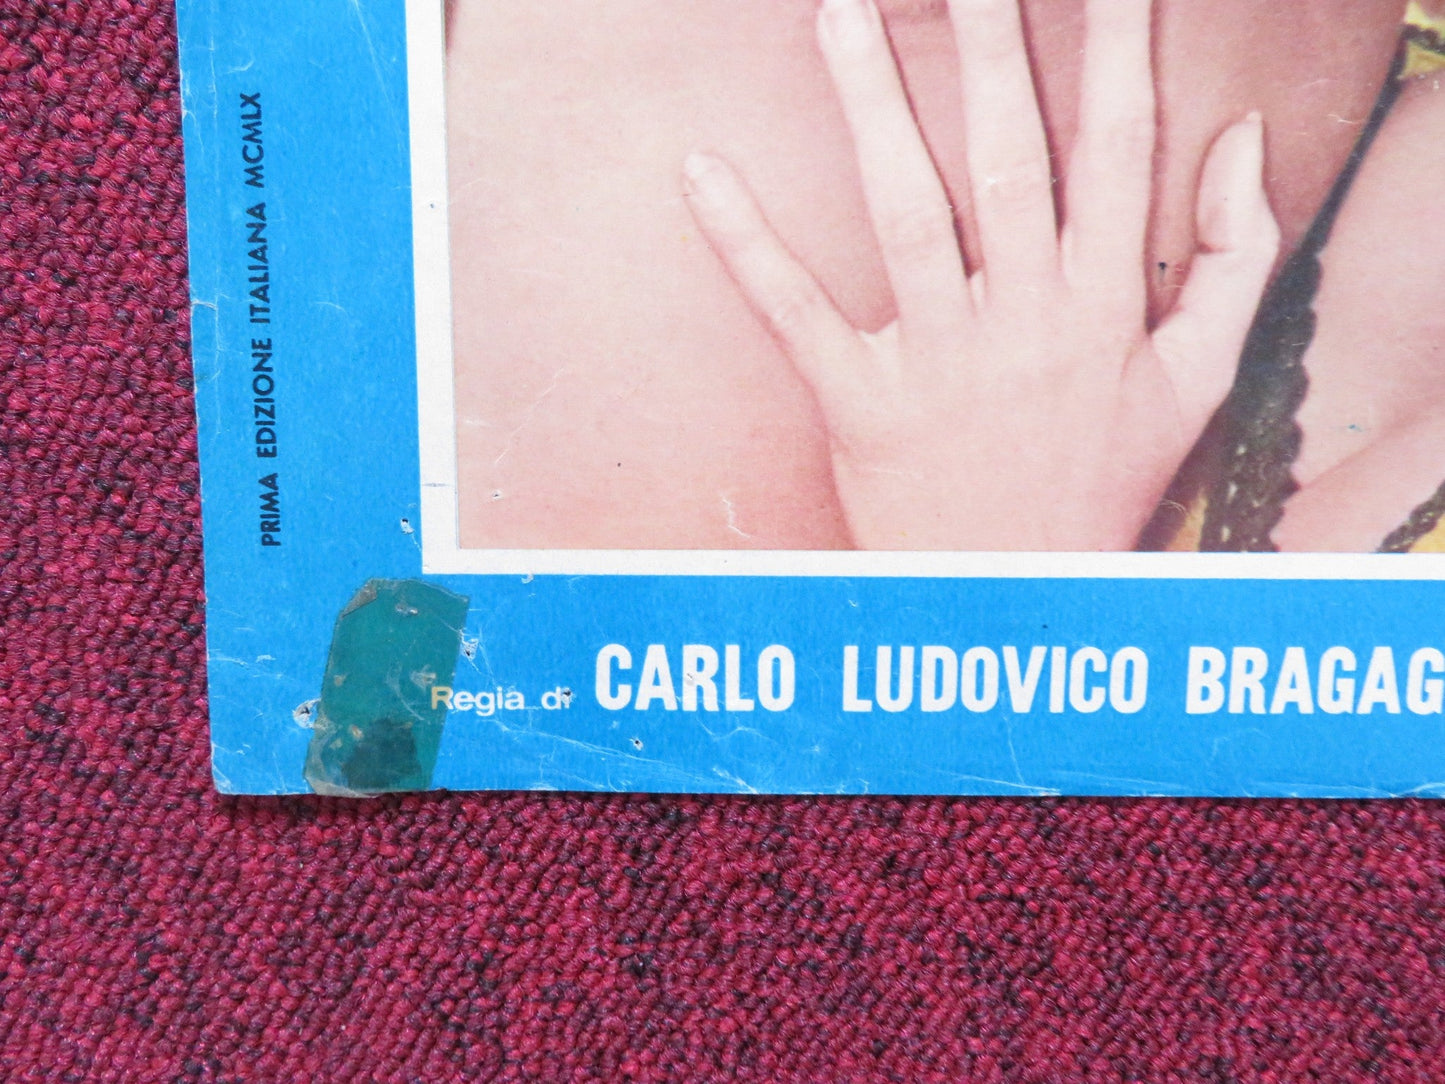 PRIMA EDIZIONE ITALIANA MCMLX
Regia di CARLO LUDOVICO BRAGAG